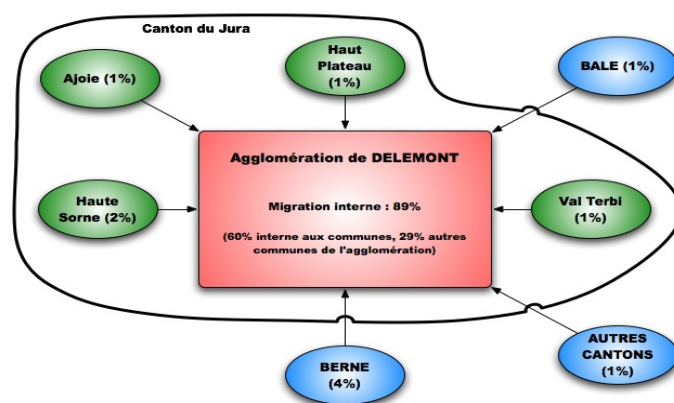 Canton du Jura
Haut
Plateau
(1%)
Ajoie (1%)
BALE (1%)
Agglomération de DELEMONT
Migration interne : 89%
(60% interne aux communes, 29% autres
communes de l'agglomération)
Haute
Sorne (2%)
Val Terbi
(1%)
BERNE
(4%)
AUTRES
CANTONS
(1%)